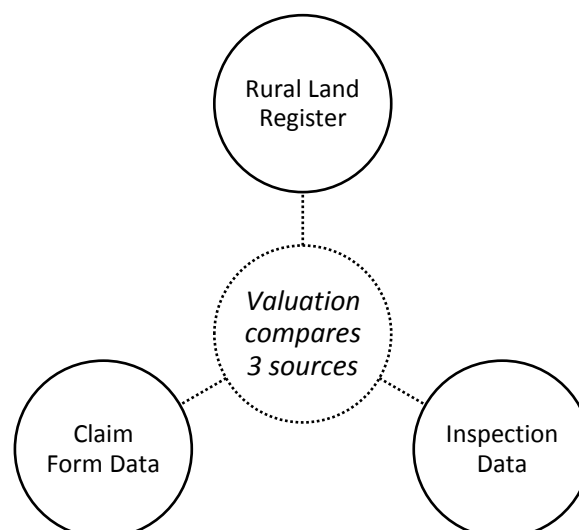 Rural Land
Register
Valuation
compares
3 sources
Claim
Form Data
Inspection
Data